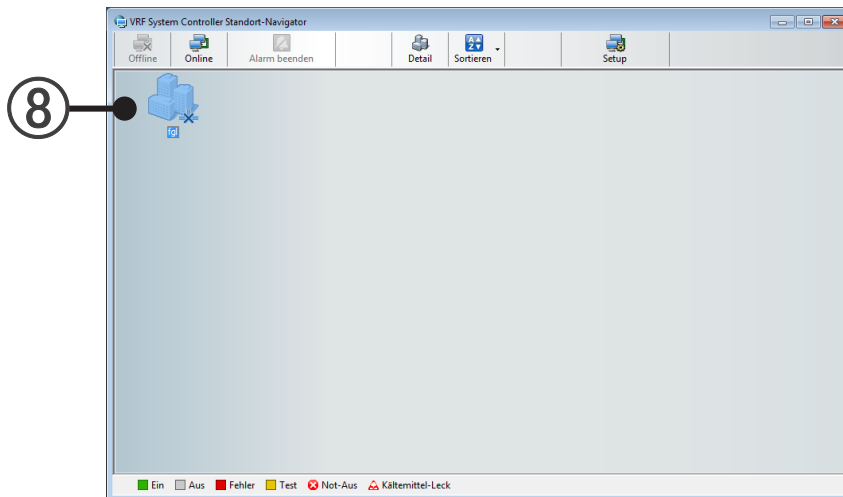 VRF System Controller Standort-Navigator
Offline Online Alarm beenden Detail Sortieren Setup
8
fgl
Ein Aus Fehler Test Not-Aus Kältemittel-Leck